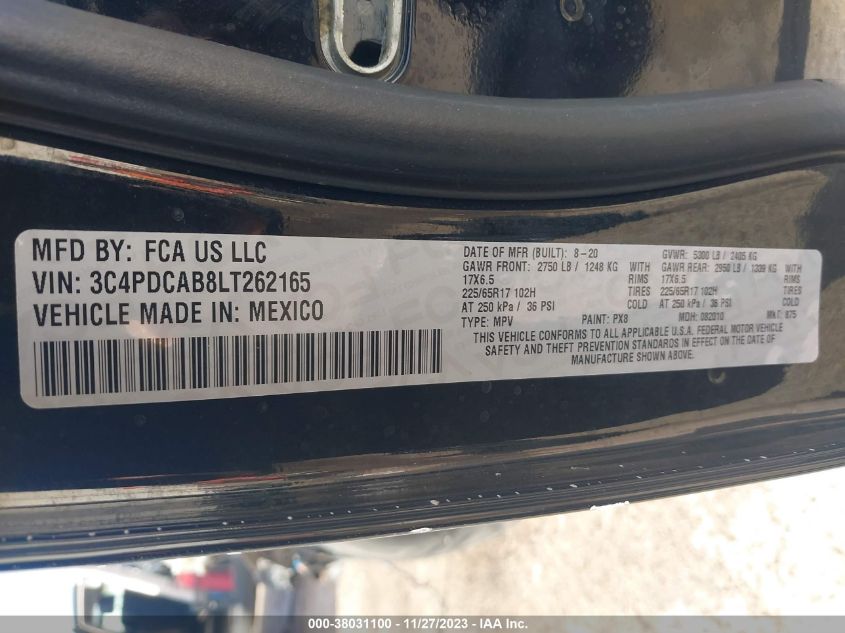 MFD BY: FCA US LLC
VIN: 3C4PDCAB8LT262165
VEHICLE MADE IN: MEXICO
DATE OF MFR (BUILT): 8-20 GVWR: 5300 LB / 2405 KG
GAWR FRONT: 2750 LB / 1248 KG GAWR REAR: 2950 LB / 1339 KG
17X6.5 RIMS 17X6.5 RIMS
225/65R17 102H TIRES 225/65R17 102H TIRES
AT 250 kPa / 36 PSI COLD AT 250 kPa / 36 PSI COLD
TYPE: MPV PAINT: PX8 MDH: 082010 MKT: 875
THIS VEHICLE CONFORMS TO ALL APPLICABLE U.S.A. FEDERAL MOTOR VEHICLE
SAFETY AND THEFT PREVENTION STANDARDS IN EFFECT ON THE DATE OF
MANUFACTURE SHOWN ABOVE.
000-38031100 - 11/27/2023 - IAA Inc.